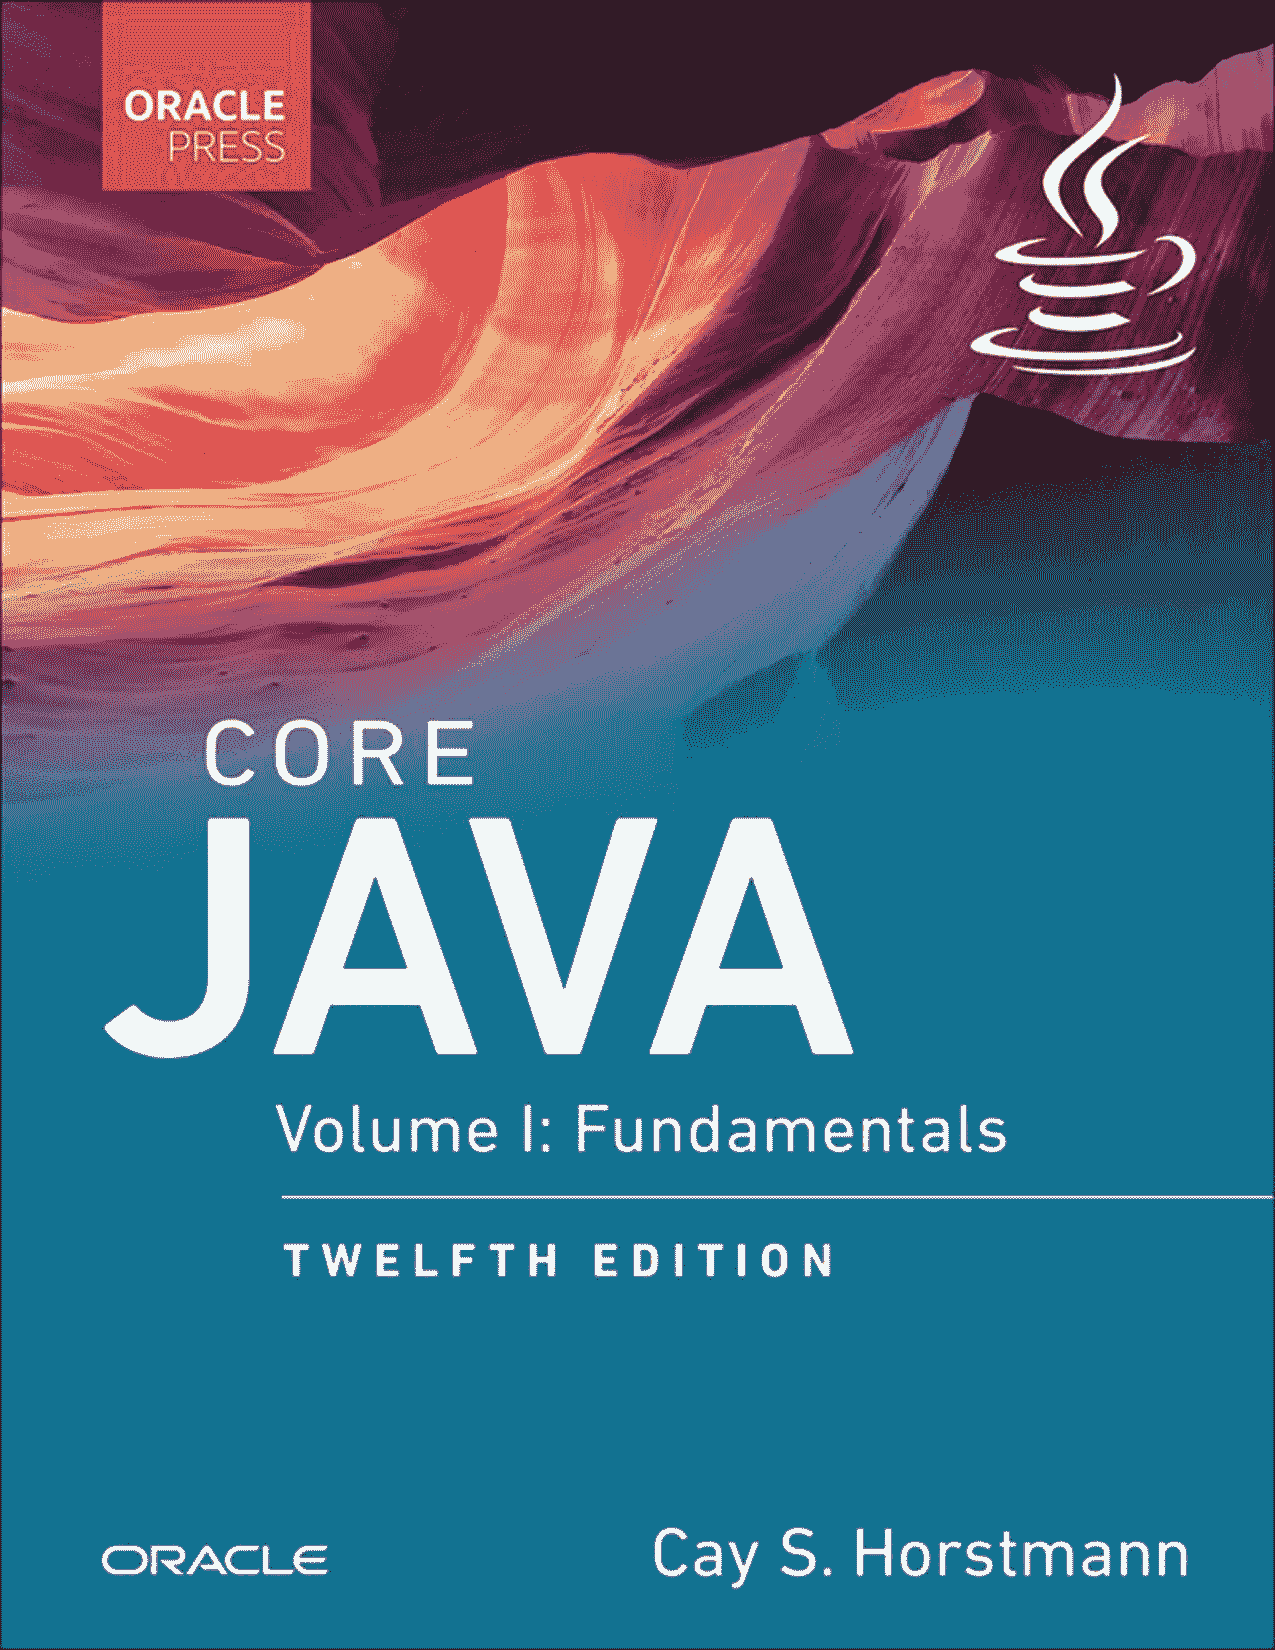 ORACLE
PRESS
CORE
JAVA
Volume I: Fundamentals
TWELFTH EDITION
ORACLE
Cay S. Horstmann